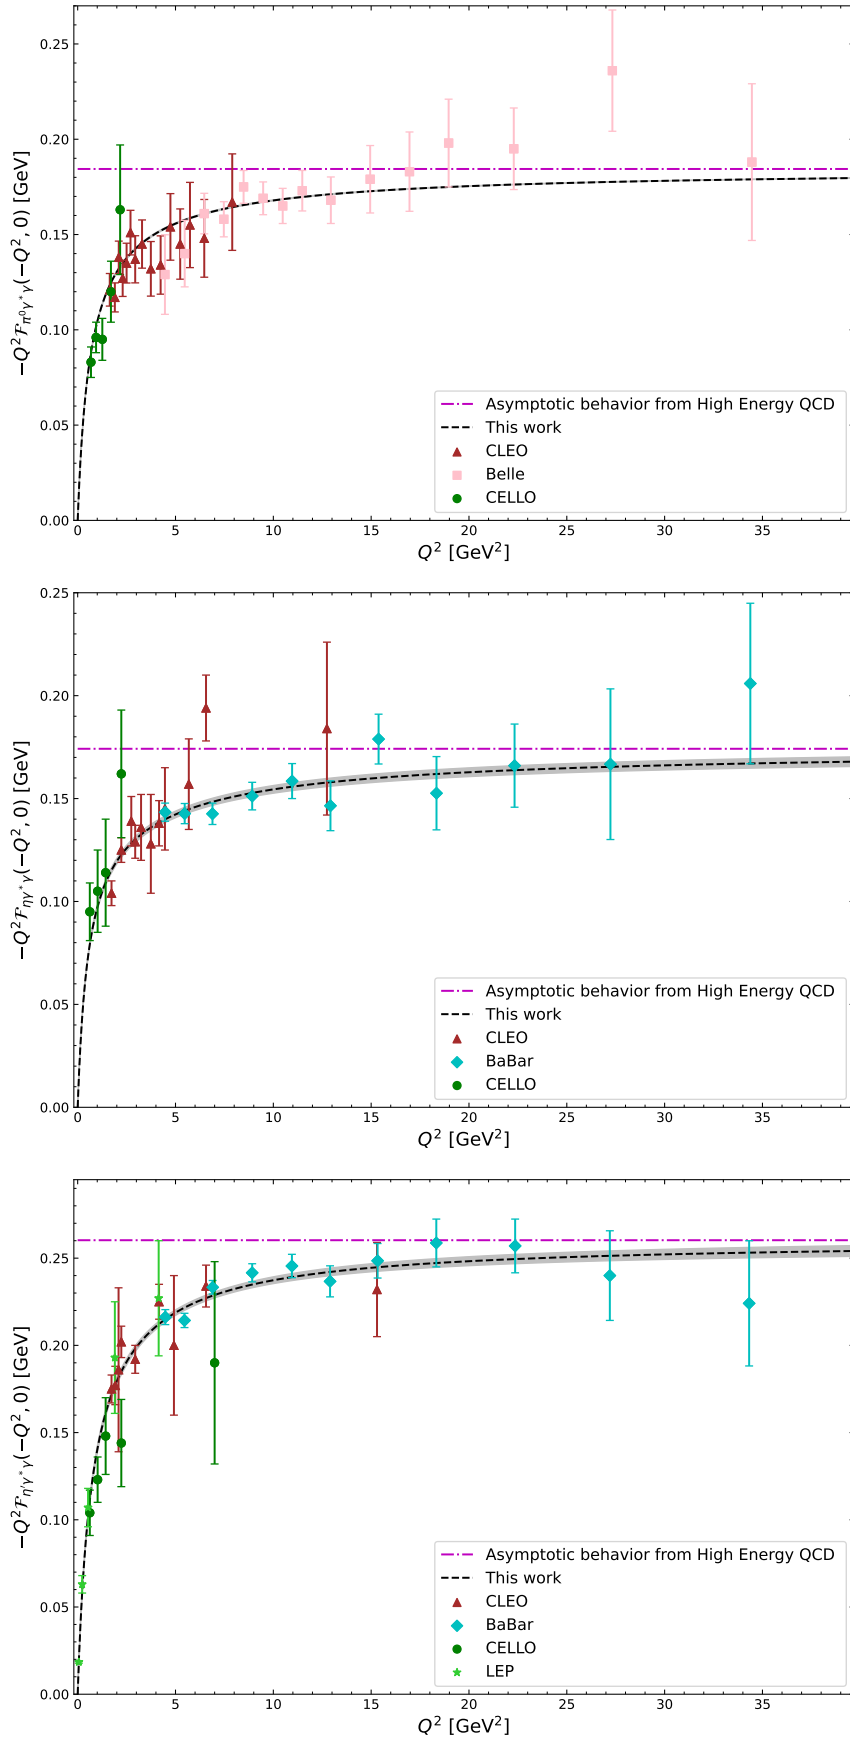 0.25
0.20
0.15
0.10
0.05
0.00
−Q²ℱ_{π⁰γ*γ}(−Q², 0) [GeV]
Asymptotic behavior from High Energy QCD
This work
CLEO
Belle
CELLO
0 5 10 15 20 25 30 35
Q² [GeV²]
0.25
0.20
0.15
0.10
0.05
0.00
−Q²ℱ_{ηγ*γ}(−Q², 0) [GeV]
Asymptotic behavior from High Energy QCD
This work
CLEO
BaBar
CELLO
0 5 10 15 20 25 30 35
Q² [GeV²]
0.25
0.20
0.15
0.10
0.05
0.00
−Q²ℱ_{η′γ*γ}(−Q², 0) [GeV]
Asymptotic behavior from High Energy QCD
This work
CLEO
BaBar
CELLO
LEP
0 5 10 15 20 25 30 35
Q² [GeV²]